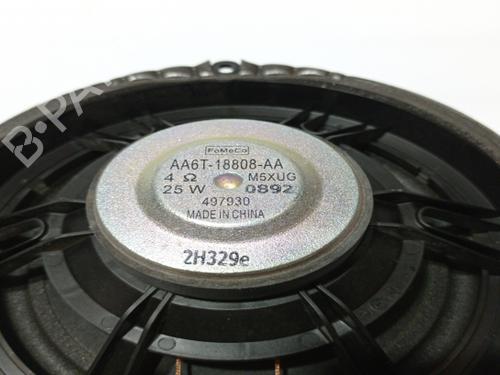 B-PA
FoMoCo
AA6T-18808-AA
4 Ω M5XUG
25 W 0892
497930
MADE IN CHINA
2H329e